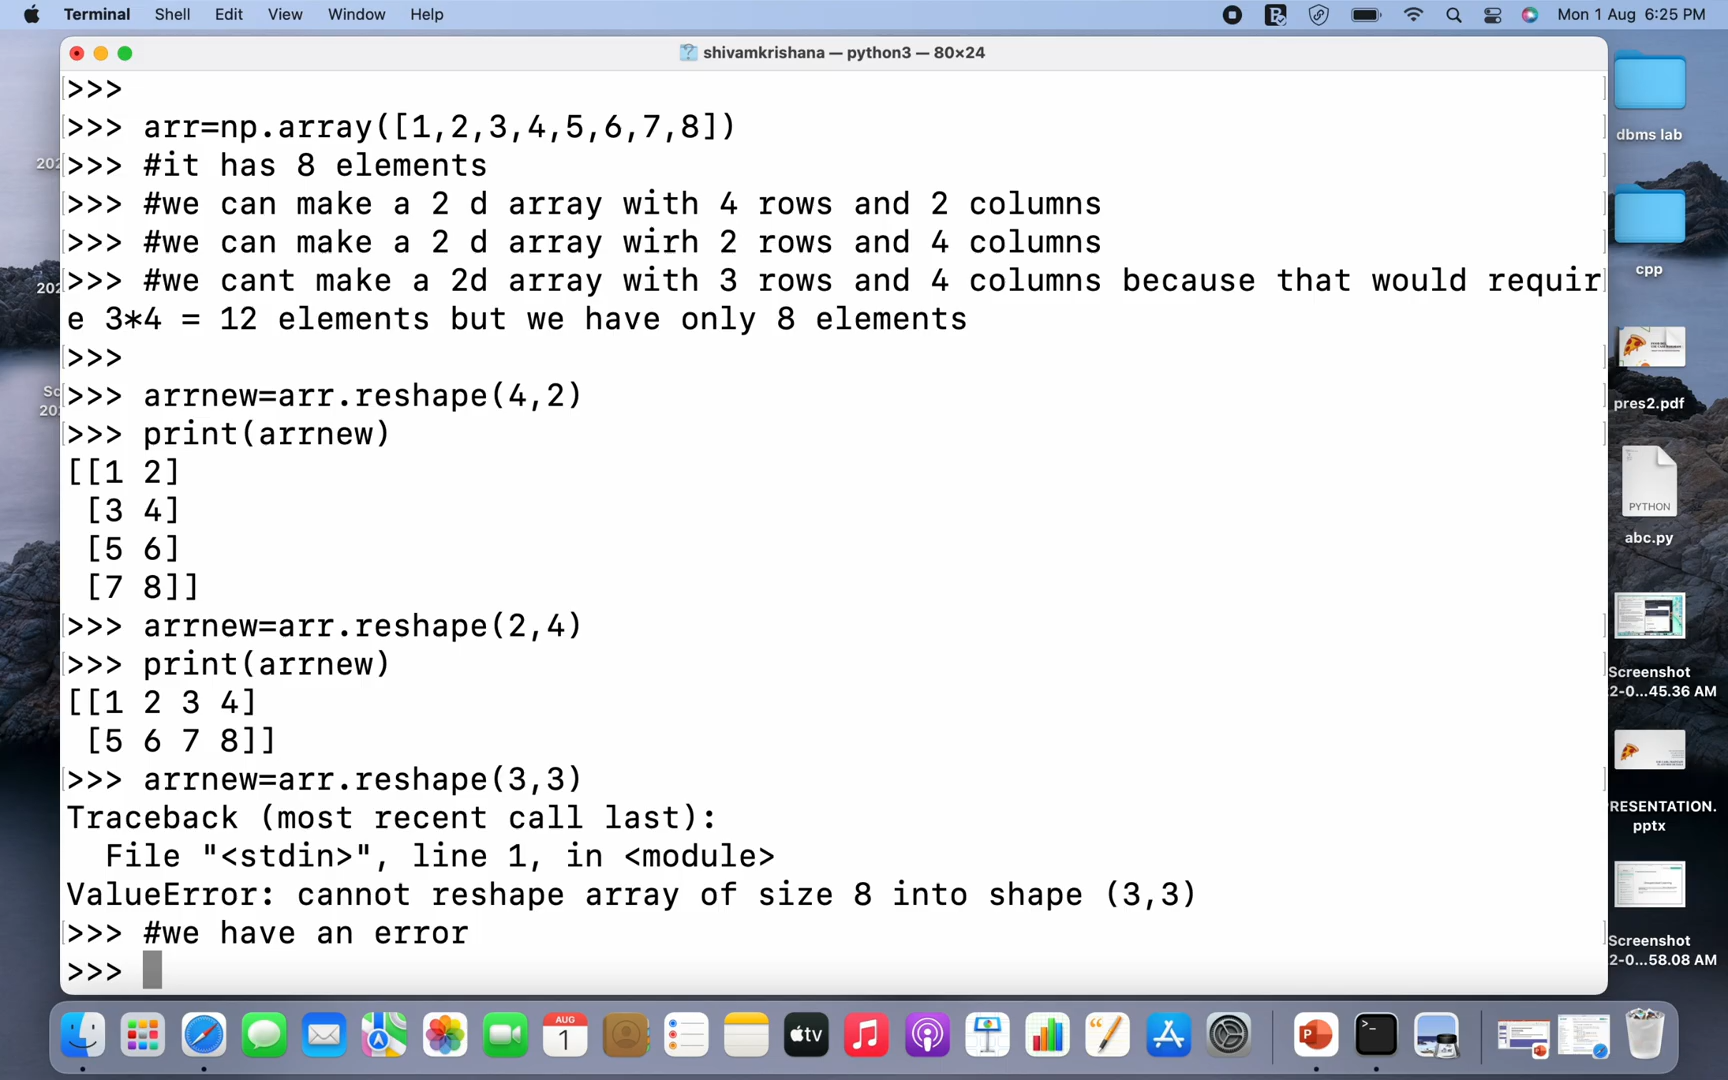 Terminal Shell Edit View Window Help Mon 1 Aug 6:25 PM
shivamkrishana — python3 — 80×24
>>>
>>> arr=np.array([1,2,3,4,5,6,7,8])
>>> #it has 8 elements
>>> #we can make a 2 d array with 4 rows and 2 columns
>>> #we can make a 2 d array wirh 2 rows and 4 columns
>>> #we cant make a 2d array with 3 rows and 4 columns because that would requir
e 3*4 = 12 elements but we have only 8 elements
>>>
>>> arrnew=arr.reshape(4,2)
>>> print(arrnew)
[[1 2]
 [3 4]
 [5 6]
 [7 8]]
>>> arrnew=arr.reshape(2,4)
>>> print(arrnew)
[[1 2 3 4]
 [5 6 7 8]]
>>> arrnew=arr.reshape(3,3)
Traceback (most recent call last):
  File "<stdin>", line 1, in <module>
ValueError: cannot reshape array of size 8 into shape (3,3)
>>> #we have an error
>>>
dbms lab
cpp
pres2.pdf
PYTHON
abc.py
Screenshot
2-0...45.36 AM
RESENTATION.
pptx
Screenshot
2-0...58.08 AM
AUG
1
tv